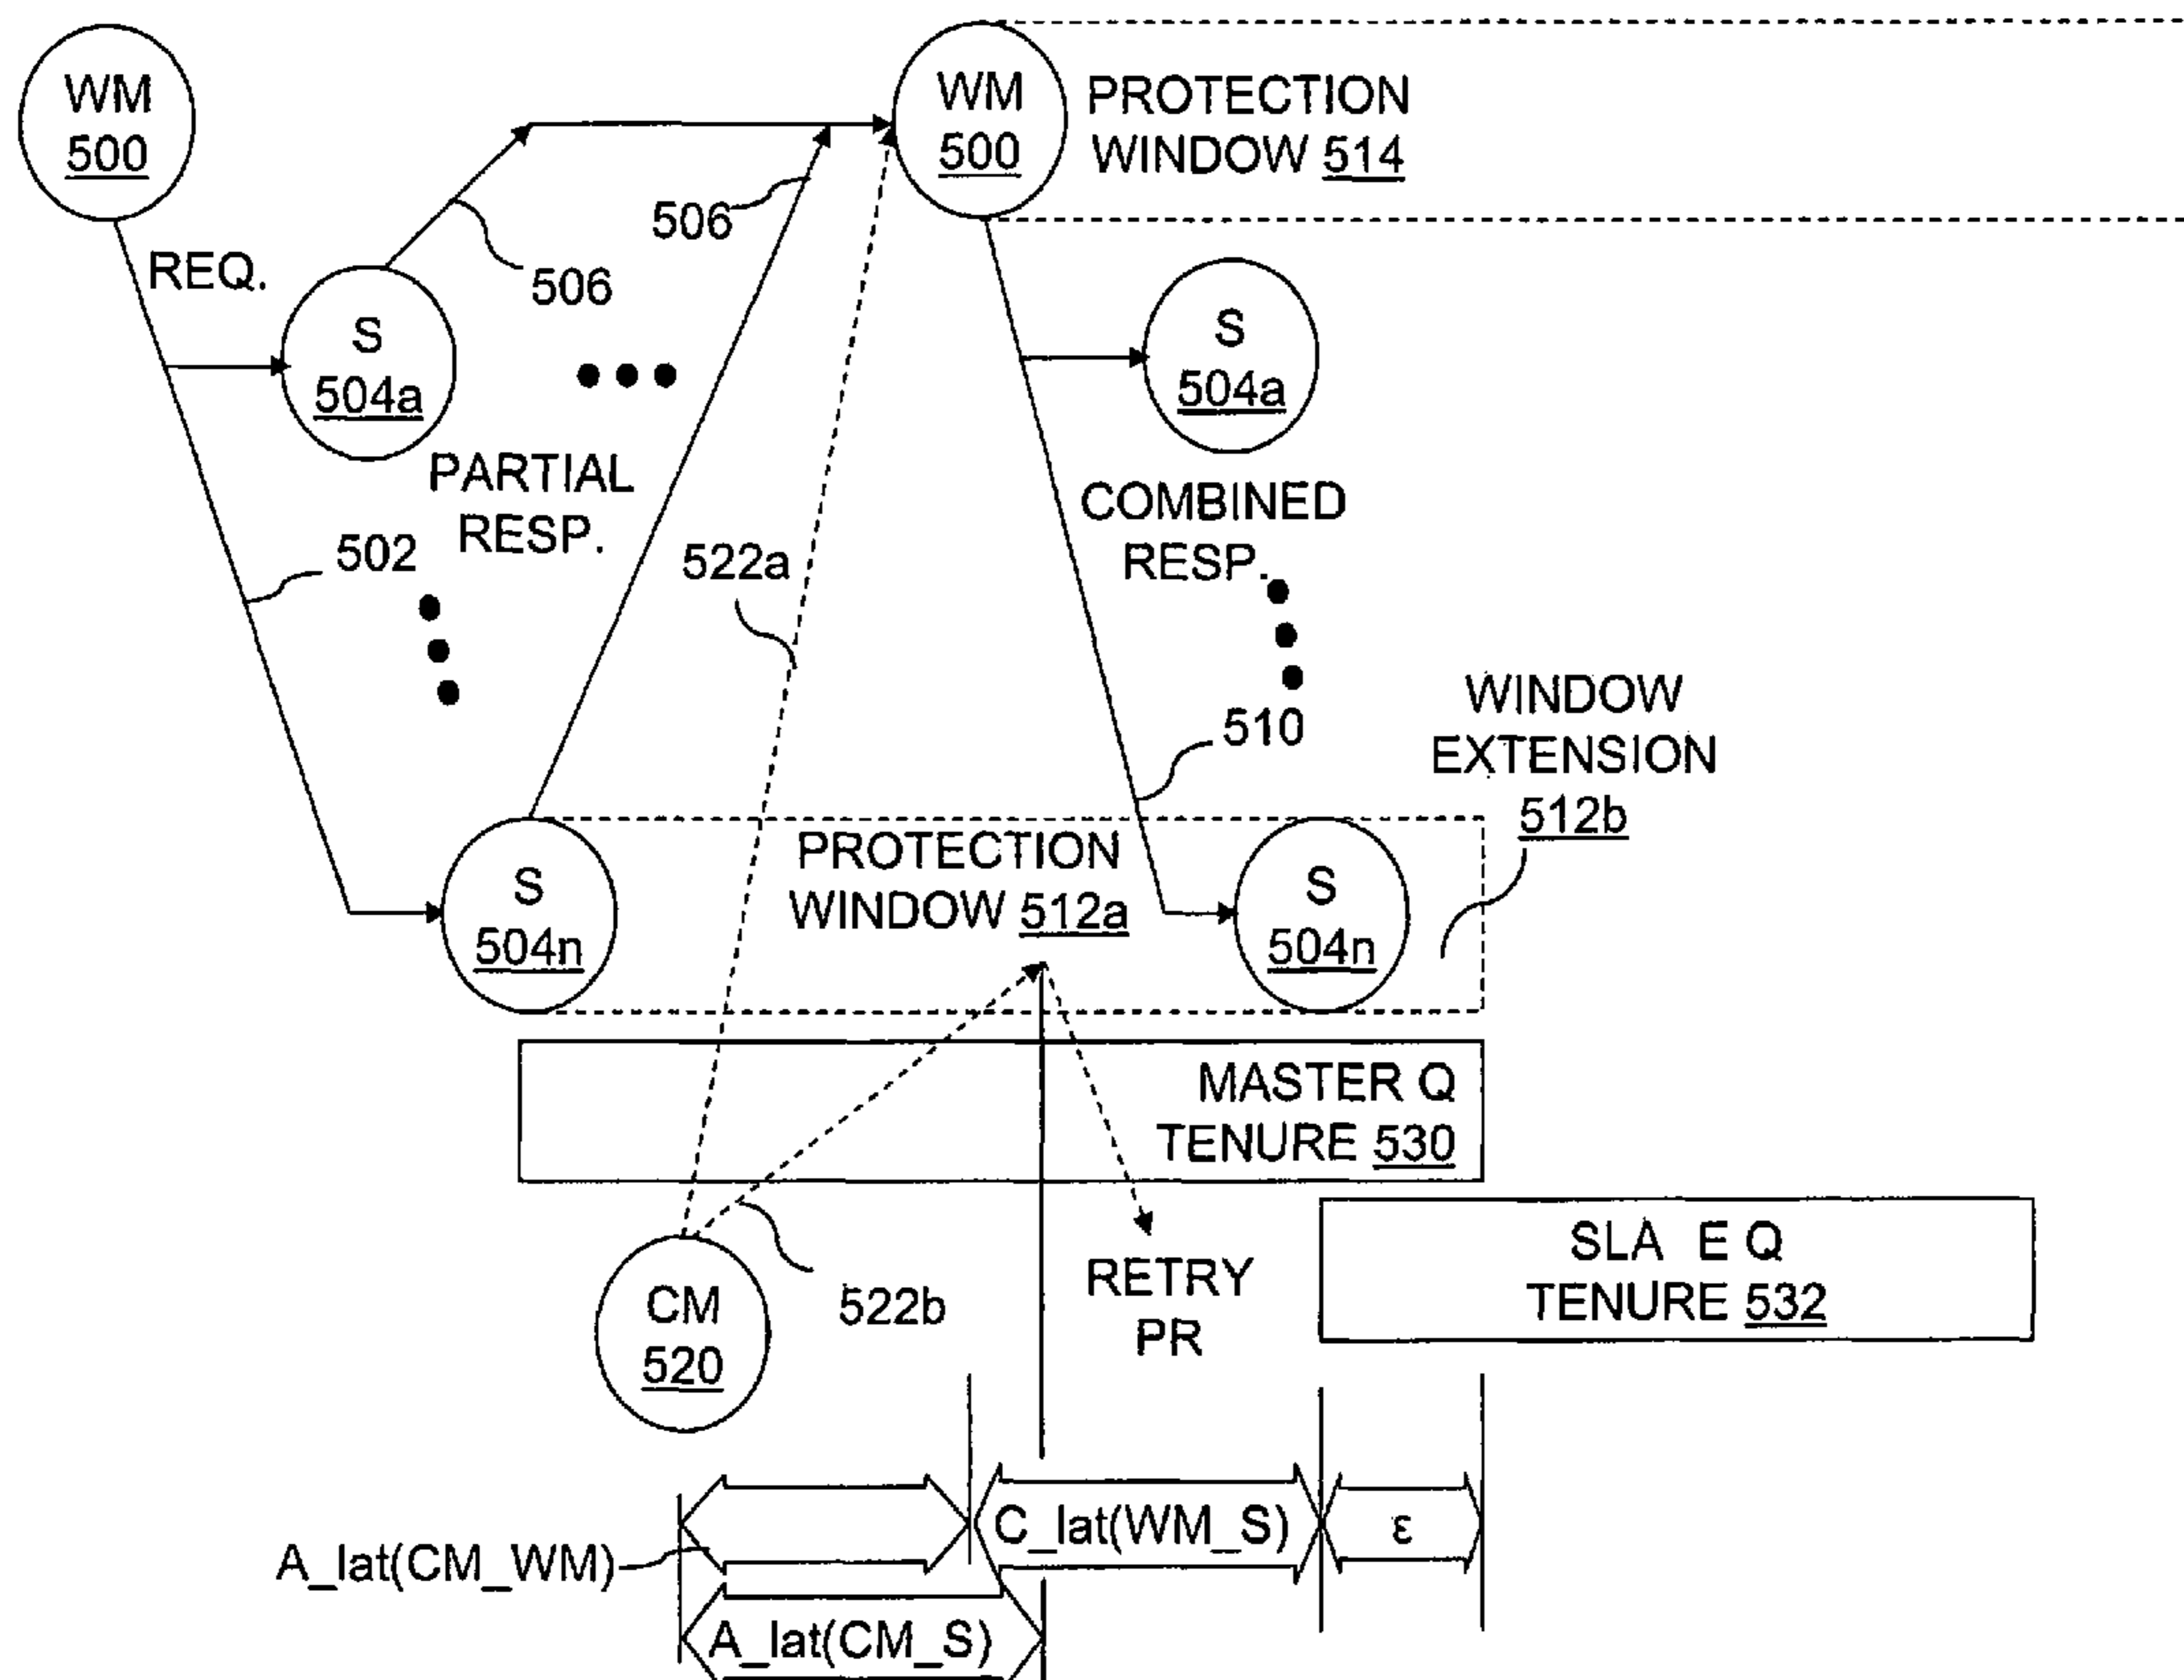 WM
500
WM
500
PROTECTION
WINDOW 514
REQ.
506
506
S
504a
S
504a
PARTIAL
RESP.
COMBINED
RESP.
502
522a
510
WINDOW
EXTENSION
512b
S
504n
PROTECTION
WINDOW 512a
S
504n
MASTER Q
TENURE 530
SLA E Q
TENURE 532
CM
520
522b
RETRY
PR
A_lat(CM_WM)
C_lat(WM_S)
ε
A_lat(CM_S)